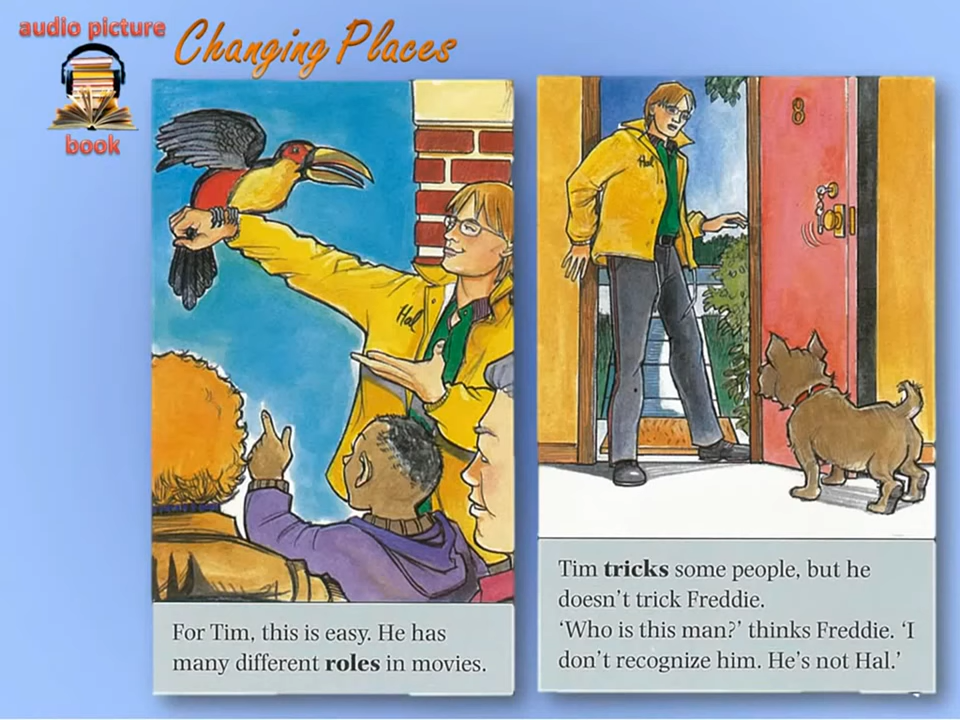 audio picture
book
Changing Places
Hal
For Tim, this is easy. He has
many different roles in movies.
8
Hal
Tim tricks some people, but he
doesn't trick Freddie.
'Who is this man?' thinks Freddie. 'I
don't recognize him. He's not Hal.'